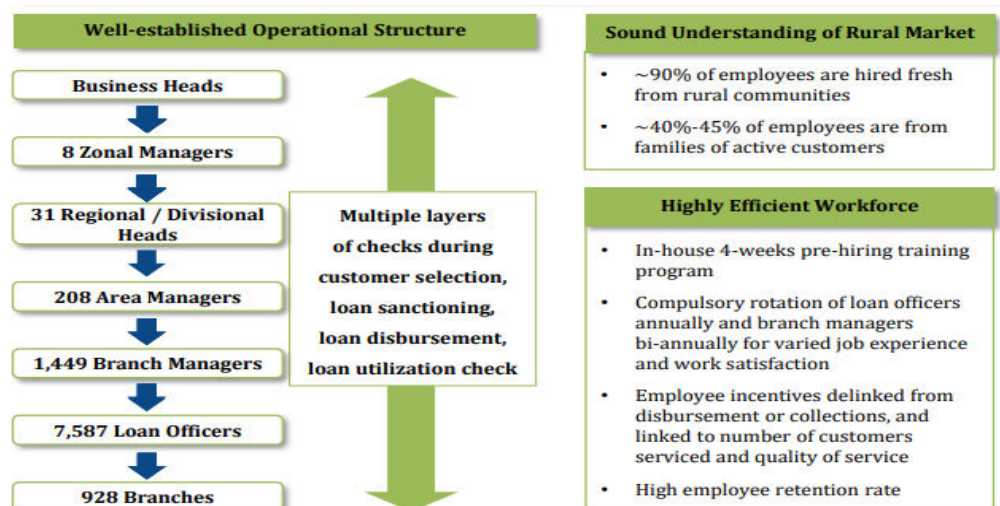 Well-established Operational Structure
Business Heads
8 Zonal Managers
31 Regional / Divisional
Heads
208 Area Managers
1,449 Branch Managers
7,587 Loan Officers
928 Branches
Multiple layers
of checks during
customer selection,
loan sanctioning,
loan disbursement,
loan utilization check
Sound Understanding of Rural Market
• ~90% of employees are hired fresh
from rural communities
• ~40%-45% of employees are from
families of active customers
Highly Efficient Workforce
• In-house 4-weeks pre-hiring training
program
• Compulsory rotation of loan officers
annually and branch managers
bi-annually for varied job experience
and work satisfaction
• Employee incentives delinked from
disbursement or collections, and
linked to number of customers
serviced and quality of service
• High employee retention rate